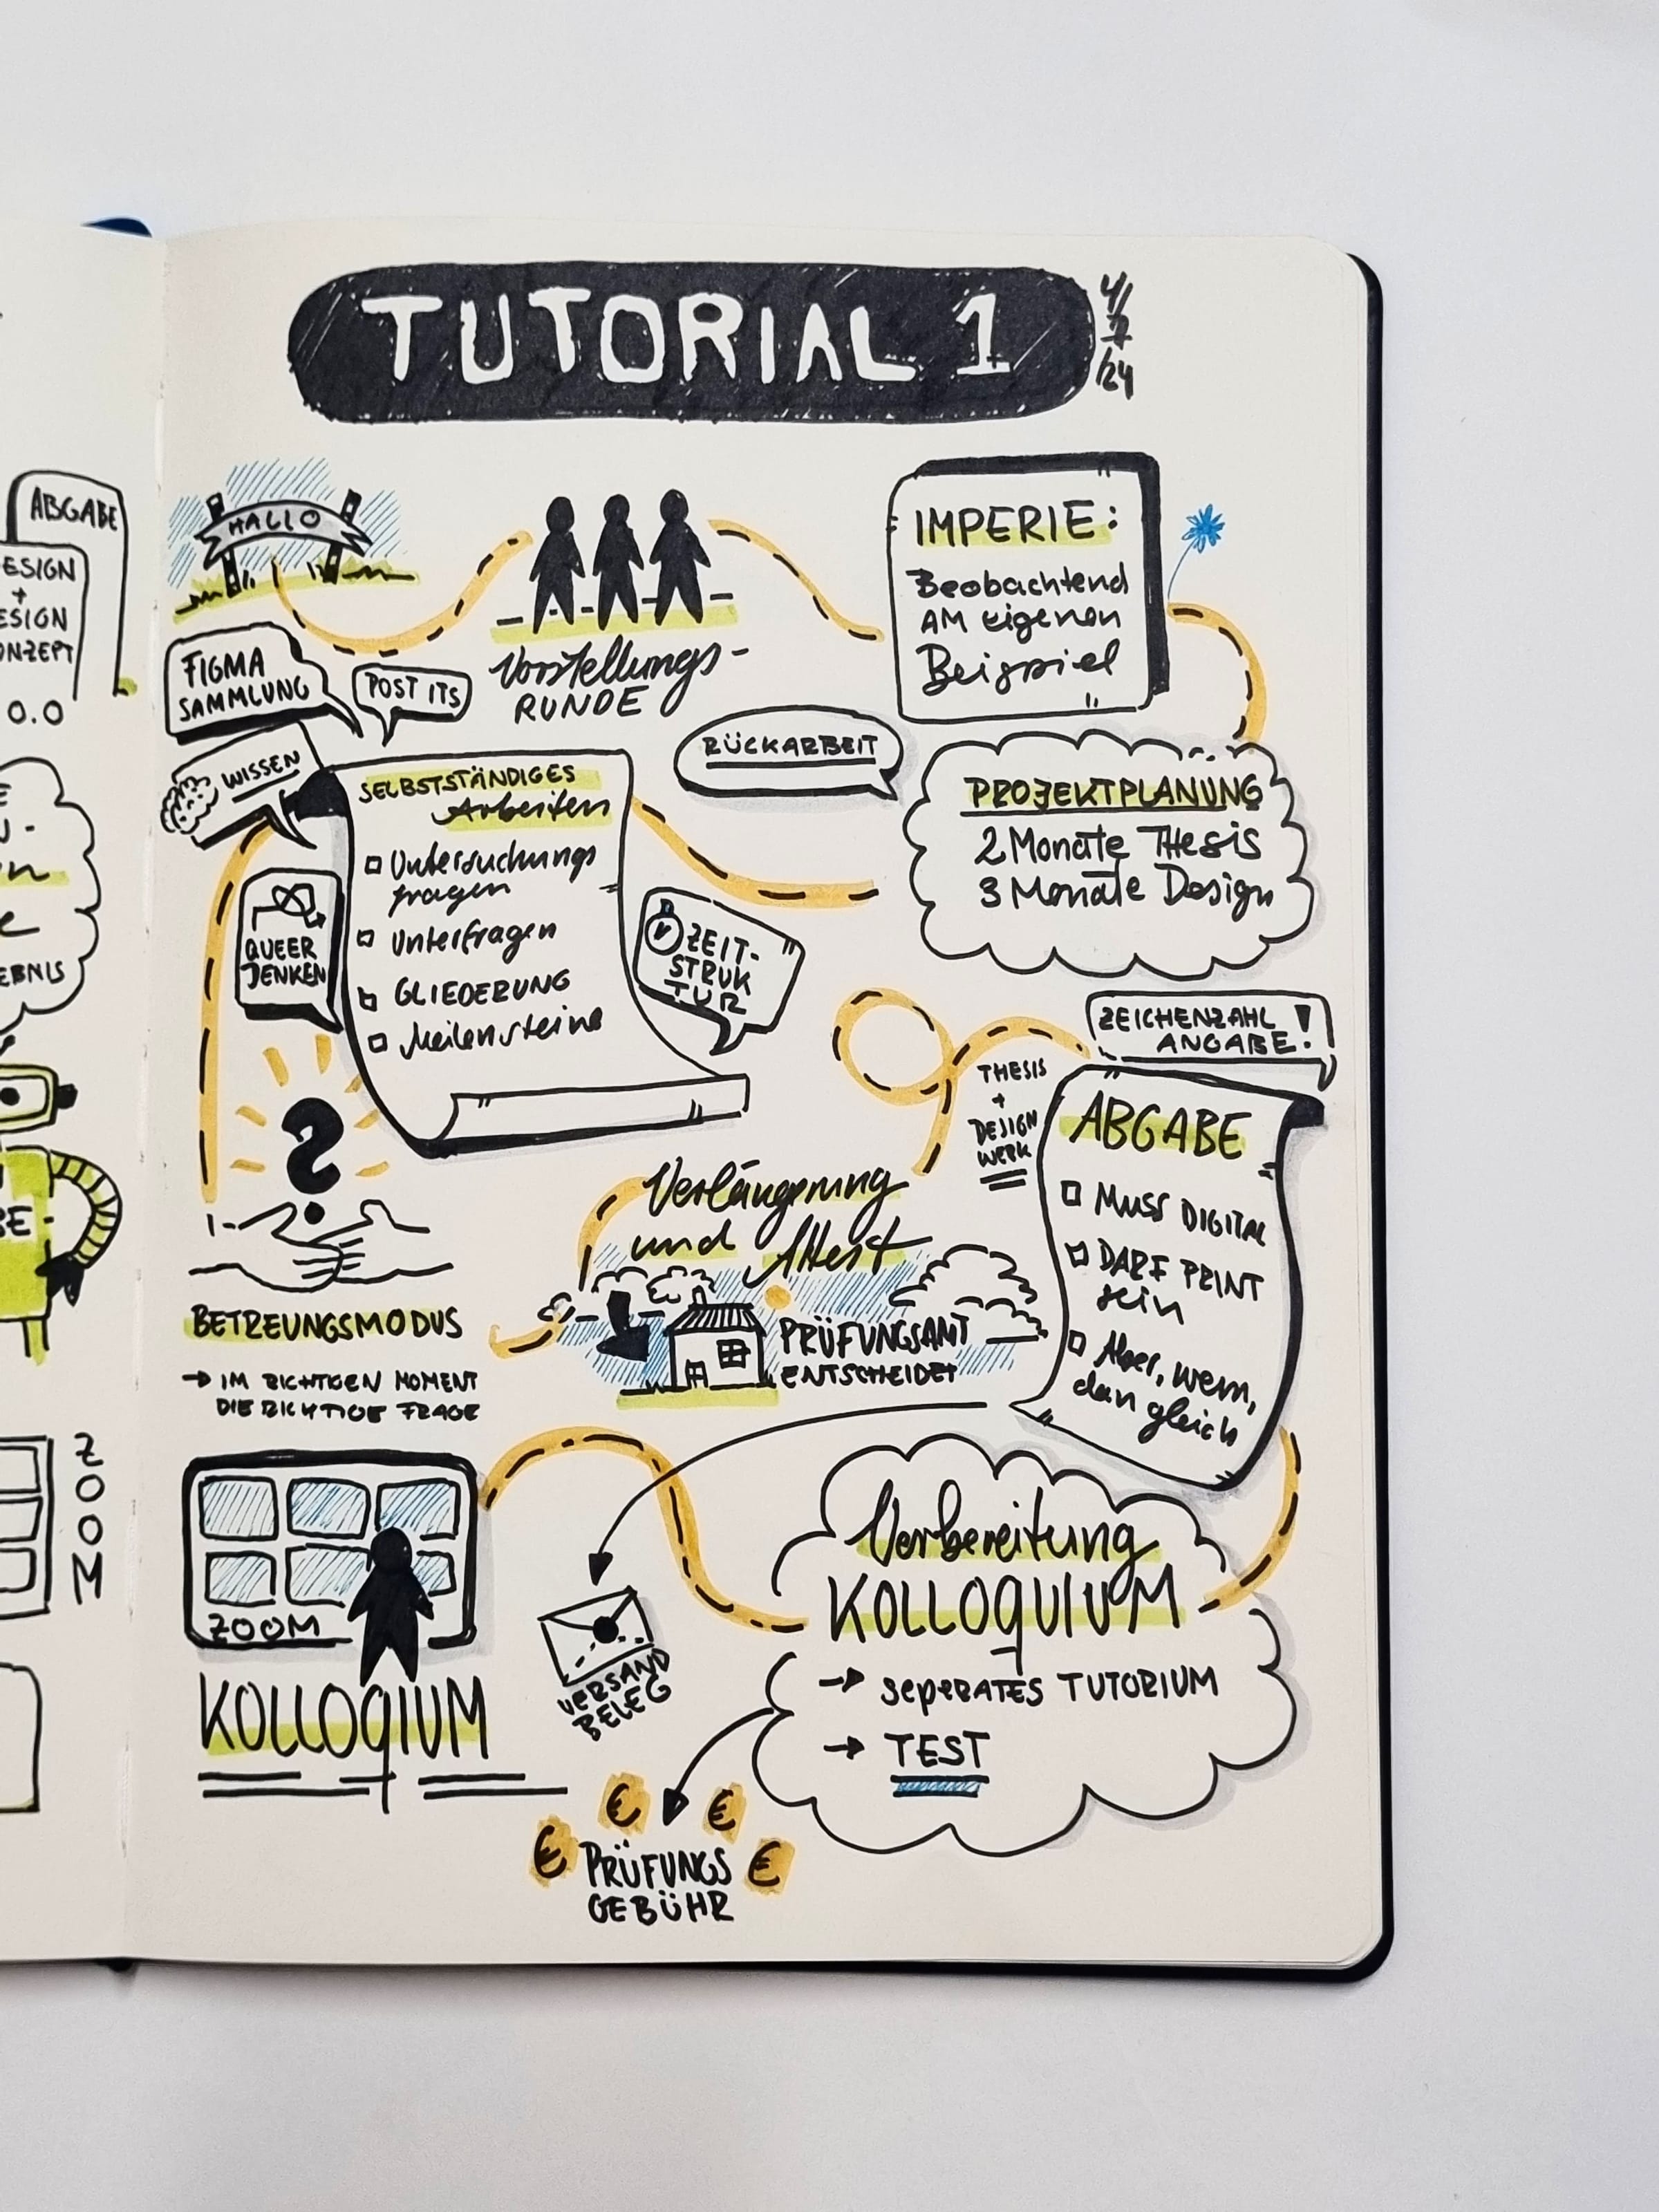 TUTORIAL 1
4/
7
/24
HALLO
Vorstellungs-
RUNDE
IMPERIE:
Beobachtend
AM eigenen
Beispiel
FIGMA
SAMMLUNG
POST ITS
WISSEN
RÜCKARBEIT
PROJEKTPLANUNG
2 Monate THesis
3 Monate Design
SELBSTSTÄNDIGES
Arbeiten
Untersuchungs
fragen
Unterfragen
GLIEDERUNG
Meilensteine
QUEER
DENKEN
ZEIT-
STRUK
TUR
BETREUNGSMODUS
→ IM RICHTIGEN MOMENT
DIE RICHTIGE FRAGE
Verlängerung
und Attest
PRÜFUNGSAMT
ENTSCHEIDET
THESIS
+
DESIGN
WERK
ZEICHENZAHL
ANGABE!
ABGABE
MUSS DIGITAL
DARF PRINT
sein
Aber, wenn,
dan gleich
Vorbereitung
KOLLOQUIUM
→ SEPERATES TUTORIUM
→ TEST
VERSAND
BELEG
ZOOM
KOLLOQIUM
€ € € €
PRÜFUNGS
GEBÜHR
ABGABE
ESIGN
+
ESIGN
ONZEPT
0.0
EBNIS
BE
ZOOM